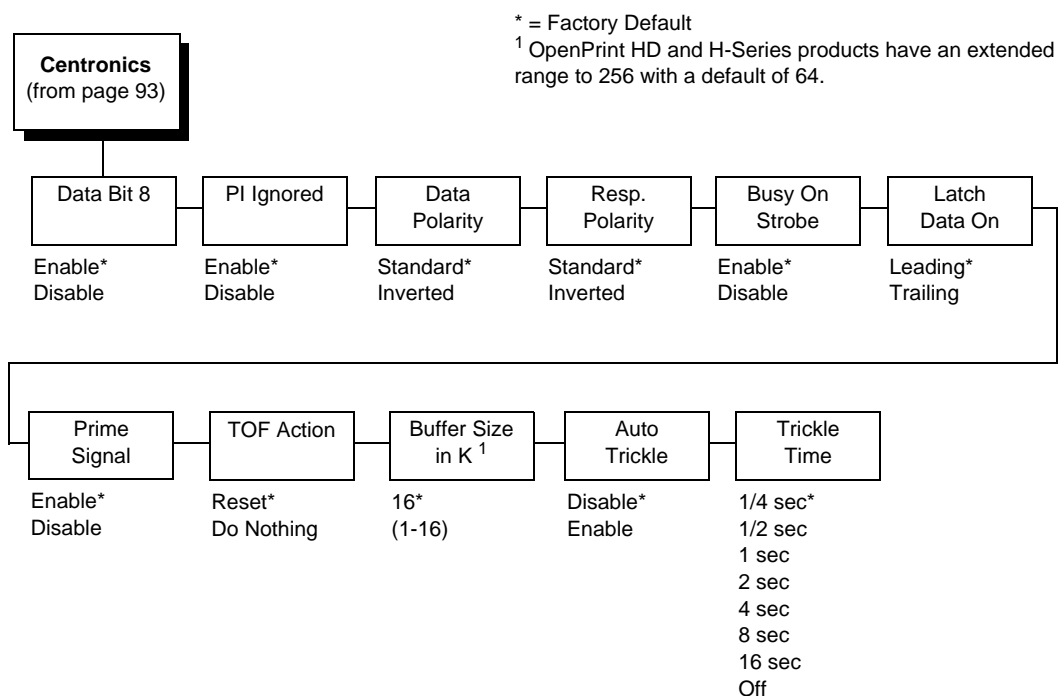 * = Factory Default
1 OpenPrint HD and H-Series products have an extended
range to 256 with a default of 64.
Centronics
(from page 93)
Data Bit 8
Enable*
Disable
PI Ignored
Enable*
Disable
Data
Polarity
Standard*
Inverted
Resp.
Polarity
Standard*
Inverted
Busy On
Strobe
Enable*
Disable
Latch
Data On
Leading*
Trailing
Prime
Signal
Enable*
Disable
TOF Action
Reset*
Do Nothing
Buffer Size
in K 1
16*
(1-16)
Auto
Trickle
Disable*
Enable
Trickle
Time
1/4 sec*
1/2 sec
1 sec
2 sec
4 sec
8 sec
16 sec
Off